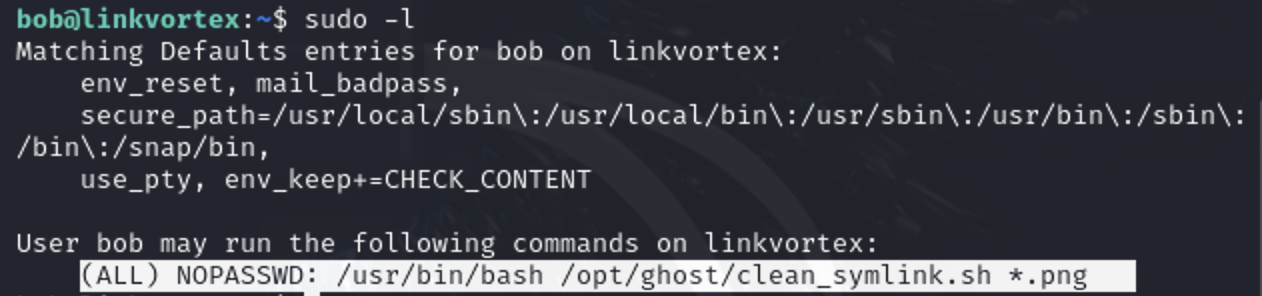 bob@linkvortex:~$ sudo -l
Matching Defaults entries for bob on linkvortex:
    env_reset, mail_badpass,
    secure_path=/usr/local/sbin\:/usr/local/bin\:/usr/sbin\:/usr/bin\:/sbin\:
/bin\:/snap/bin,
    use_pty, env_keep+=CHECK_CONTENT

User bob may run the following commands on linkvortex:
    (ALL) NOPASSWD: /usr/bin/bash /opt/ghost/clean_symlink.sh *.png